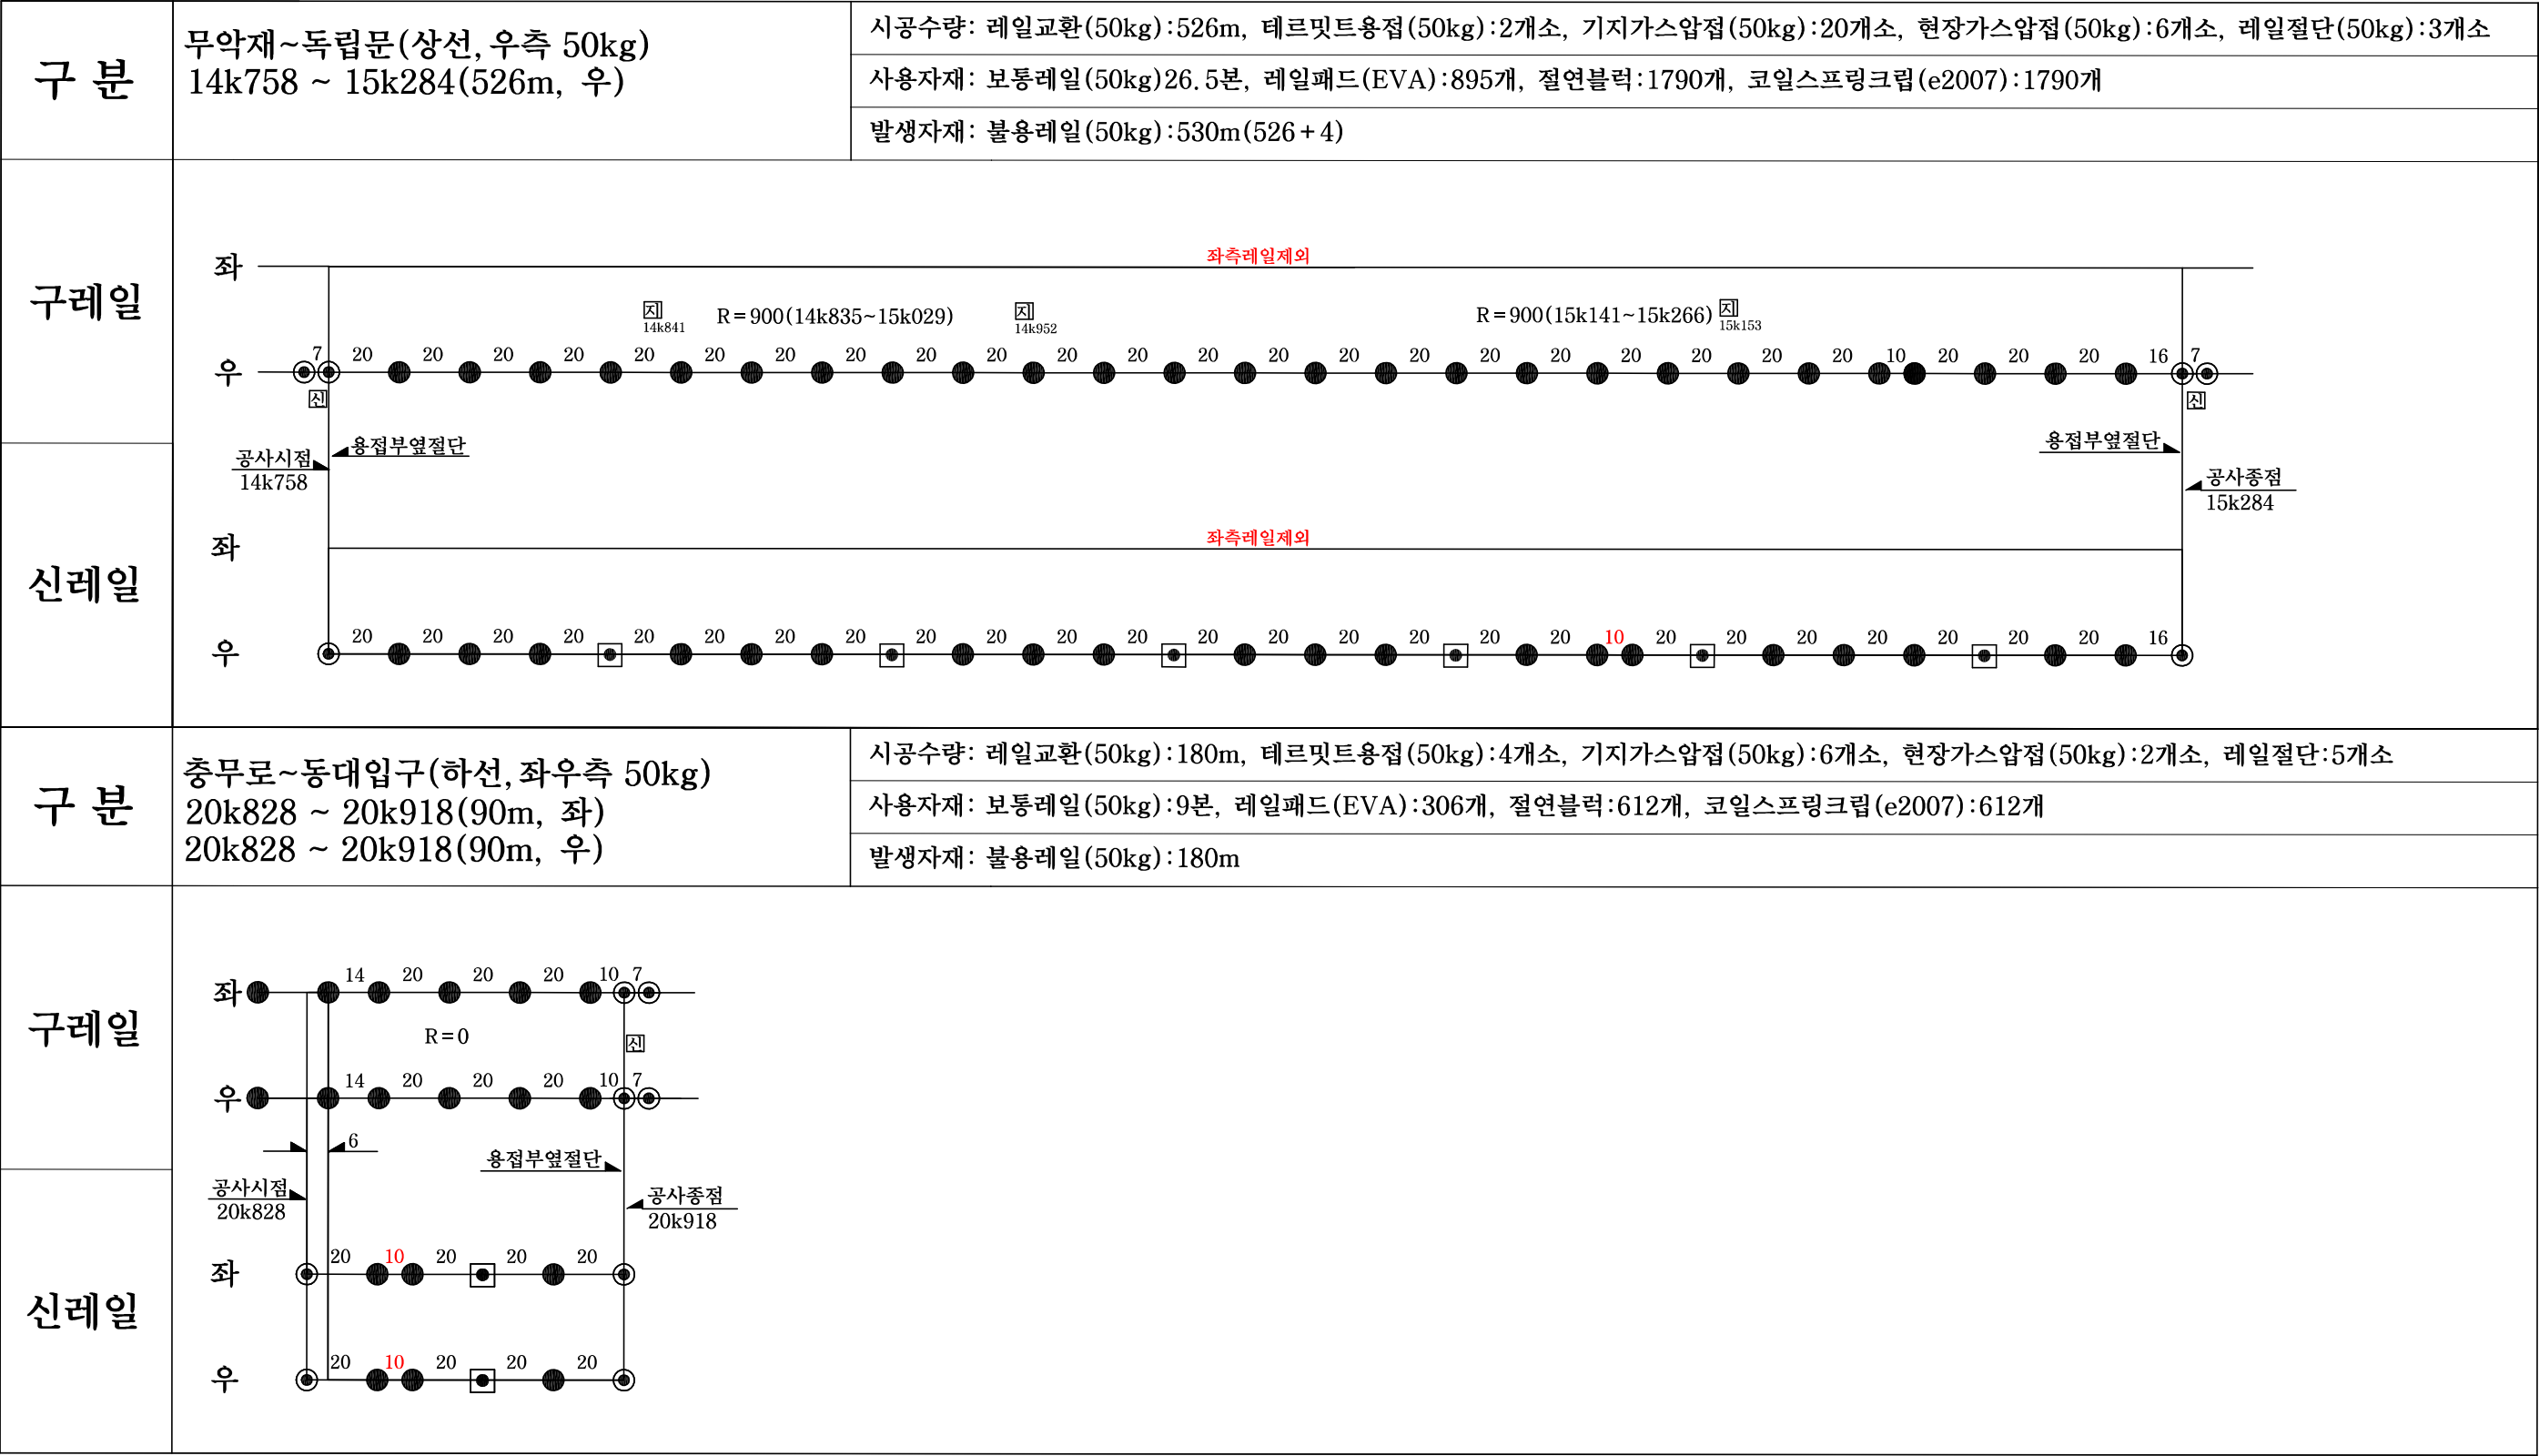 구 분
무악재~독립문(상선,우측 50kg)
14k758 ~ 15k284(526m, 우)
시공수량: 레일교환(50kg):526m, 테르밋트용접(50kg):2개소, 기지가스압접(50kg):20개소, 현장가스압접(50kg):6개소, 레일절단(50kg):3개소
사용자재: 보통레일(50kg)26.5본, 레일패드(EVA):895개, 절연블럭:1790개, 코일스프링크립(e2007):1790개
발생자재: 불용레일(50kg):530m(526+4)
구레일
좌
좌측레일제외
지
14k841
R=900(14k835~15k029)
지
14k952
R=900(15k141~15k266)
지
15k153
우
7 20 20 20 20 20 20 20 20 20 20 20 20 20 20 20 20 20 20 20 20 20 20 10 20 20 20 16 7
신
신
공사시점
14k758
용접부옆절단
용접부옆절단
공사종점
15k284
신레일
좌
좌측레일제외
우
20 20 20 20 20 20 20 20 20 20 20 20 20 20 20 20 20 20 10 20 20 20 20 20 20 20 16
구 분
충무로~동대입구(하선,좌우측 50kg)
20k828 ~ 20k918(90m, 좌)
20k828 ~ 20k918(90m, 우)
시공수량: 레일교환(50kg):180m, 테르밋트용접(50kg):4개소, 기지가스압접(50kg):6개소, 현장가스압접(50kg):2개소, 레일절단:5개소
사용자재: 보통레일(50kg):9본, 레일패드(EVA):306개, 절연블럭:612개, 코일스프링크립(e2007):612개
발생자재: 불용레일(50kg):180m
구레일
좌
14 20 20 20 10 7
R=0
신
우
14 20 20 20 10 7
6
용접부옆절단
공사시점
20k828
공사종점
20k918
신레일
좌
20 10 20 20 20
우
20 10 20 20 20